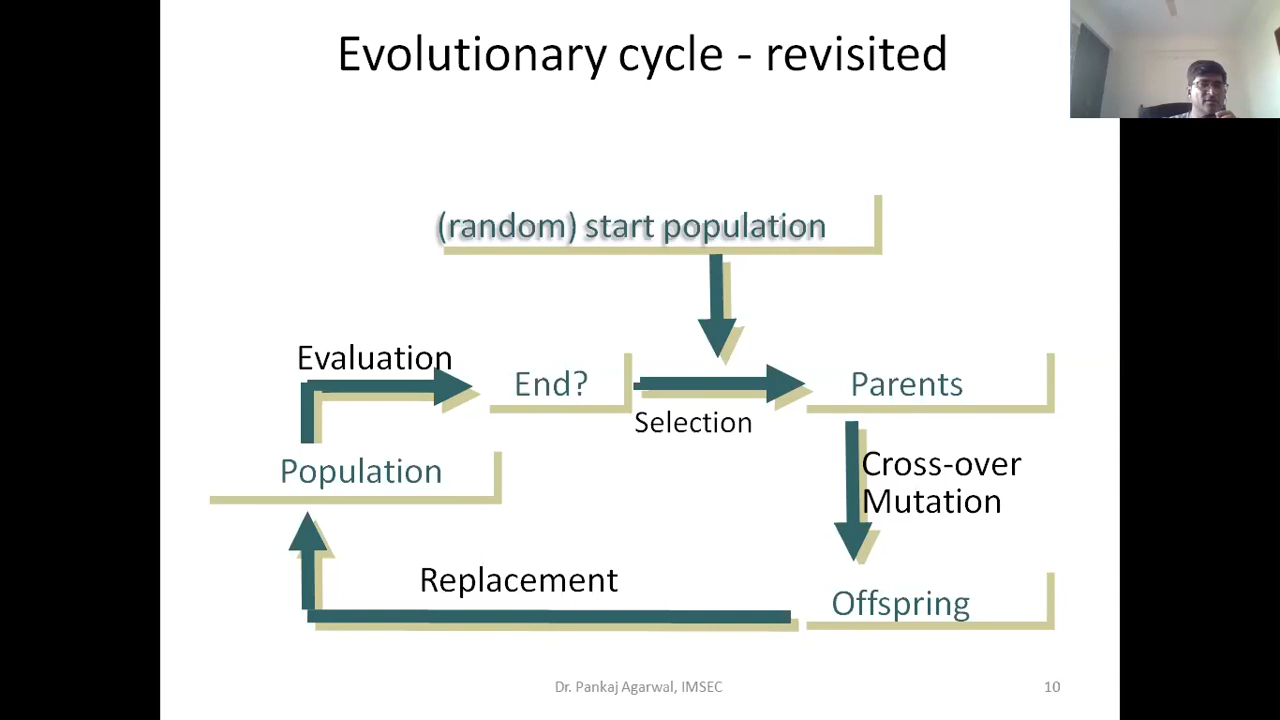 Evolutionary cycle - revisited
(random) start population
Evaluation
End?
Selection
Parents
Population
Cross-over
Mutation
Replacement
Offspring
Dr. Pankaj Agarwal, IMSEC
10